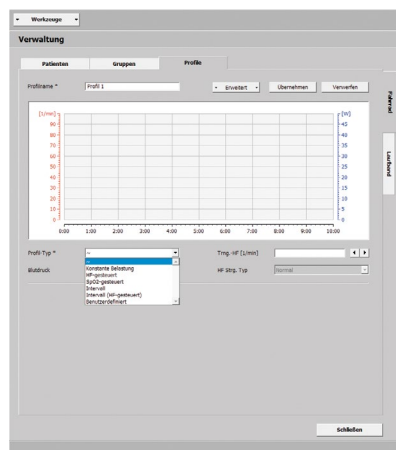 Werkzeuge
Verwaltung
Patienten Gruppen Profile
Profilname * Profil 1 Erweitert Übernehmen Verwerfen
Fahrrad
Laufband
[1/min] [W]
90 45
80 40
70 35
60 30
50 25
40 20
30 15
20 10
10 5
0 0
0:00 1:00 2:00 3:00 4:00 5:00 6:00 7:00 8:00 9:00
Profil-Typ * -- Trng.-HF [1/min]
--
Blutdruck HF Strg. Typ Normal
Konstante Belastung
HF-gesteuert
SpO2-gesteuert
Intervall
Intervall (HF-gesteuert)
Benutzerdefiniert
Schließen